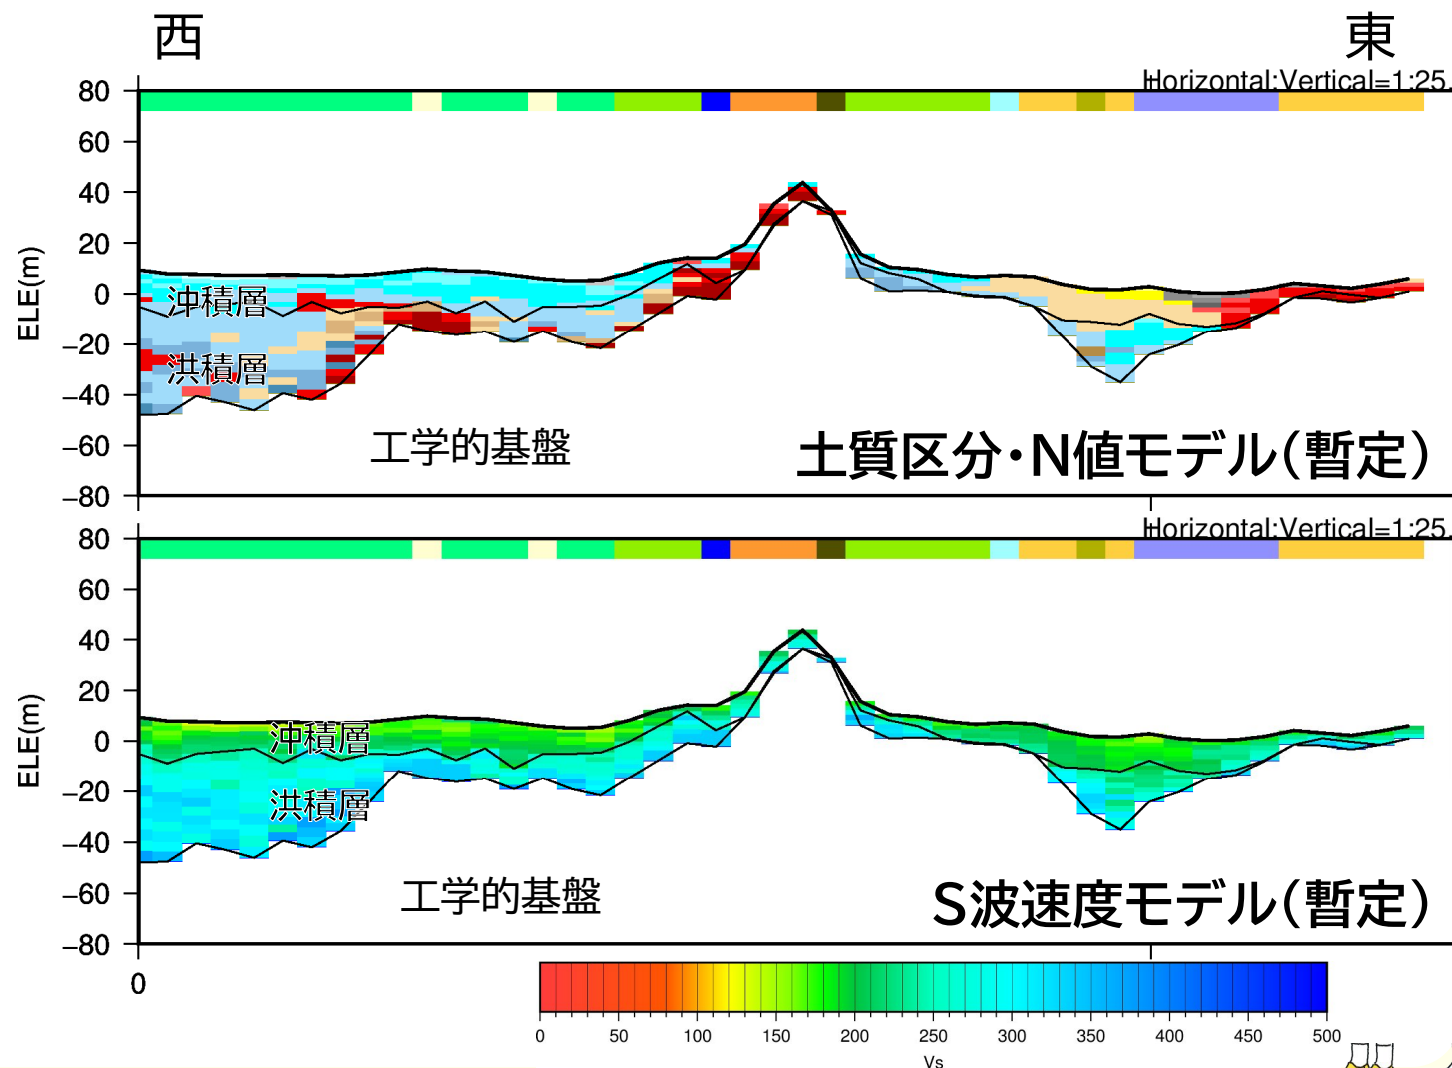 西
東
Horizontal:Vertical=1:25.
80
60
40
20
0
−20
−40
−60
−80
ELE(m)
沖積層
洪積層
工学的基盤
土質区分・N値モデル(暫定)
Horizontal:Vertical=1:25.
80
60
40
20
0
−20
−40
−60
−80
ELE(m)
沖積層
洪積層
工学的基盤
S波速度モデル(暫定)
0
0 50 100 150 200 250 300 350 400 450 500
Vs